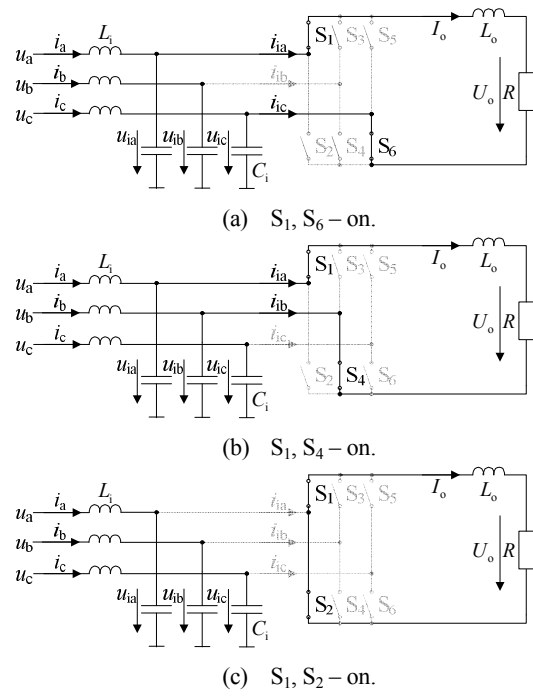 i_a L_i i_ia S_1 S_3 S_5 I_o L_o
u_a
i_b i_ib
u_b
i_c i_ic
u_c
u_ia u_ib u_ic S_2 S_4 S_6 U_o R
C_i
(a) S_1, S_6 – on.
i_a L_i i_ia S_1 S_3 S_5 I_o L_o
u_a
i_b i_ib
u_b
i_c i_ic
u_c
u_ia u_ib u_ic S_2 S_4 S_6 U_o R
C_i
(b) S_1, S_4 – on.
i_a L_i i_ia S_1 S_3 S_5 I_o L_o
u_a
i_b i_ib
u_b
i_c i_ic
u_c
u_ia u_ib u_ic S_2 S_4 S_6 U_o R
C_i
(c) S_1, S_2 – on.